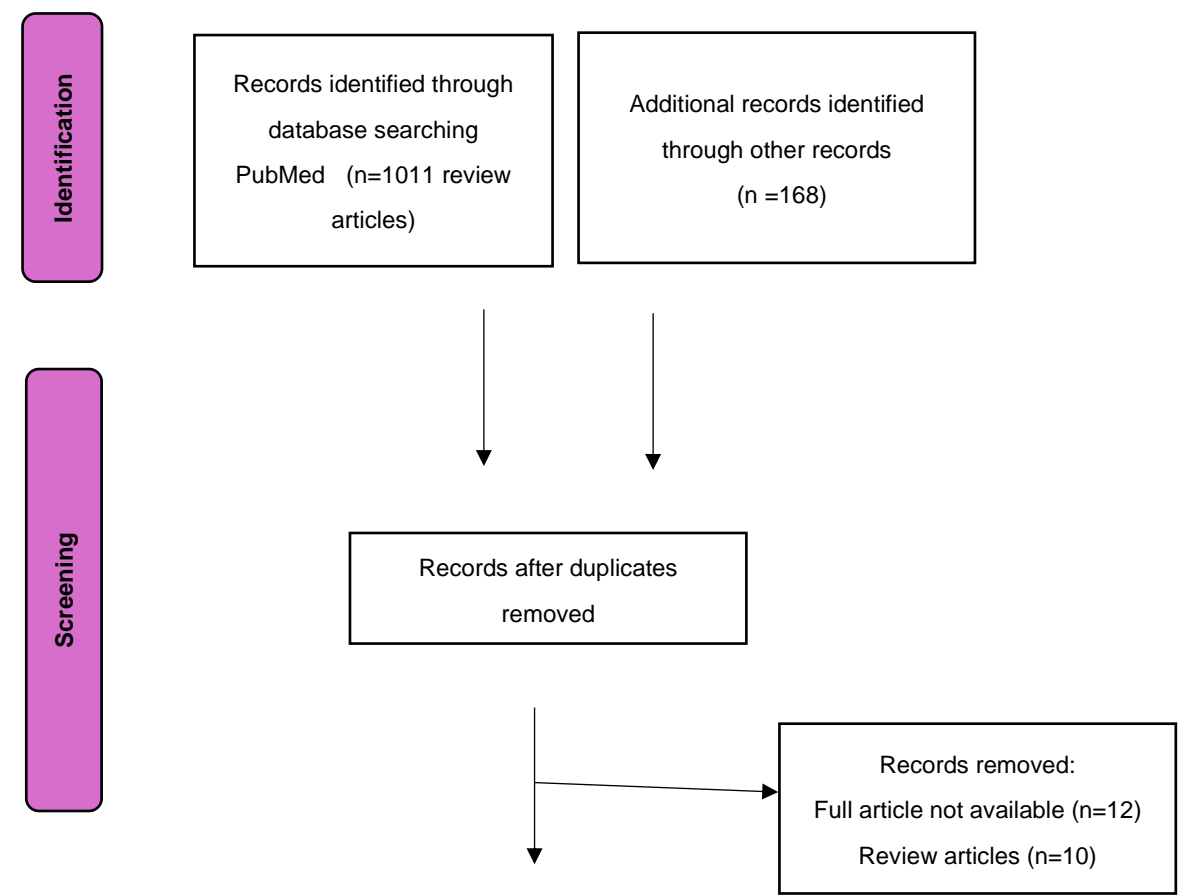 Identification
Records identified through
database searching
PubMed (n=1011 review
articles)
Additional records identified
through other records
(n =168)
Screening
Records after duplicates
removed
Records removed:
Full article not available (n=12)
Review articles (n=10)